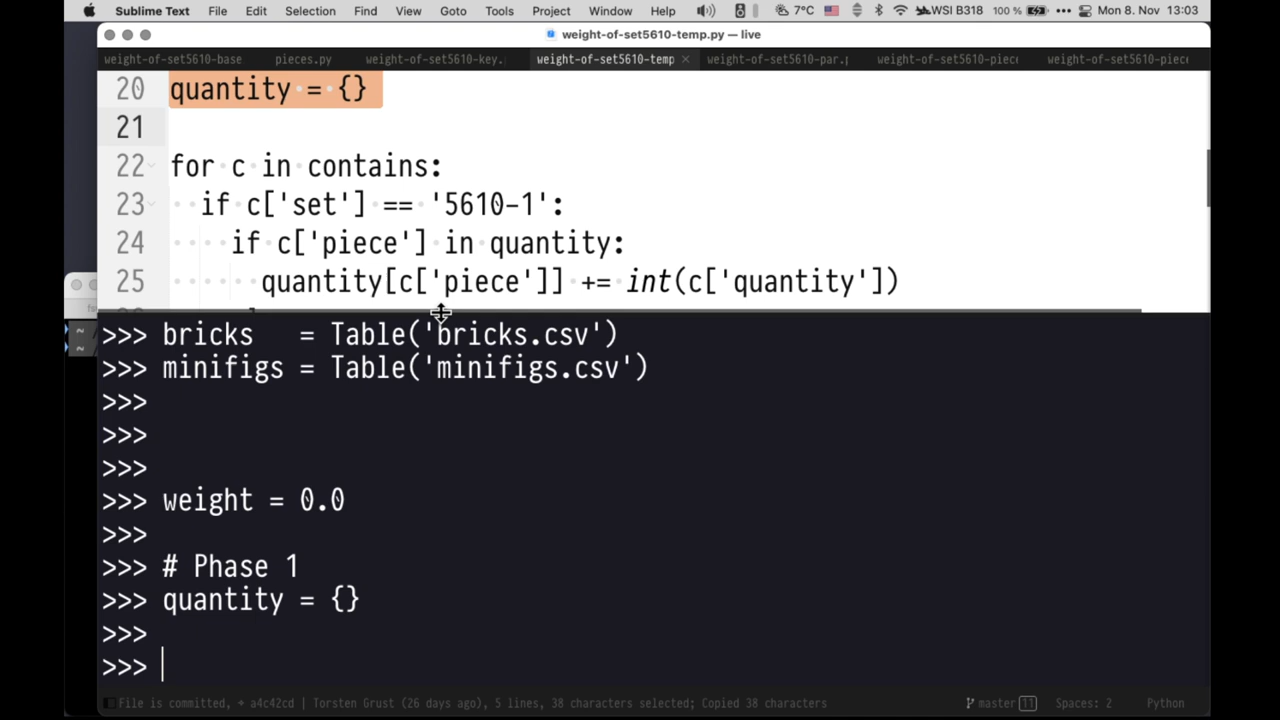 Sublime Text File Edit Selection Find View Goto Tools Project Window Help 7°C WSI B318 100 % Mon 8. Nov 13:03
weight-of-set5610-temp.py — live
weight-of-set5610-base pieces.py weight-of-set5610-key. weight-of-set5610-temp × weight-of-set5610-par.p weight-of-set5610-piece weight-of-set5610-piece
20 quantity = {}
21
22 for c in contains:
23 if c['set'] == '5610-1':
24 if c['piece'] in quantity:
25 quantity[c['piece']] += int(c['quantity'])
>>> bricks   = Table('bricks.csv')
>>> minifigs = Table('minifigs.csv')
>>>
>>>
>>>
>>> weight = 0.0
>>>
>>> # Phase 1
>>> quantity = {}
>>>
>>>
File is committed, → a4c42cd | Torsten Grust (26 days ago), 5 lines, 38 characters selected; Copied 38 characters master 11 Spaces: 2 Python